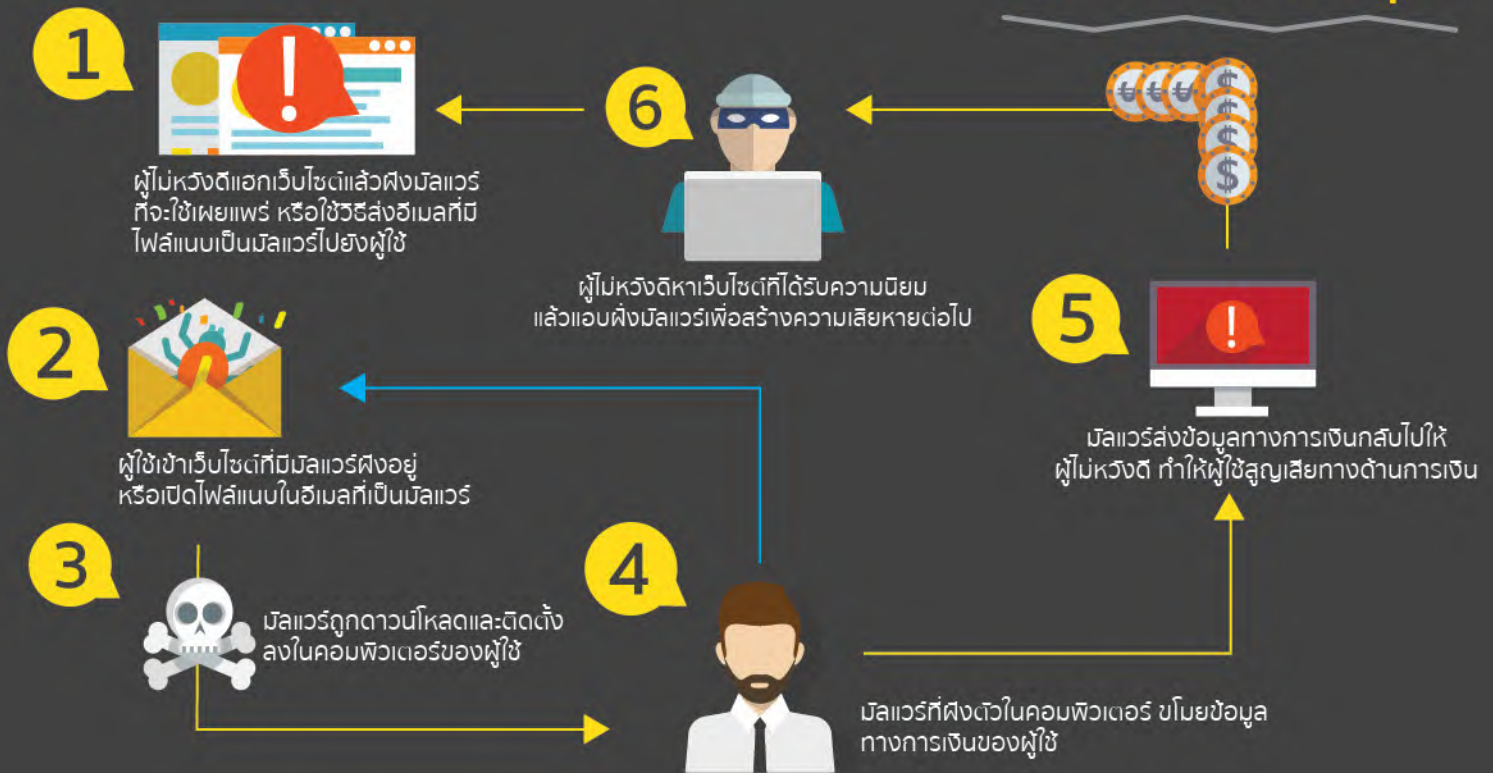 1
ผู้ไม่หวังดีแฮกเว็บไซต์แล้วฝังมัลแวร์
ที่จะใช้เผยแพร่ หรือใช้วิธีส่งอีเมลที่มี
ไฟล์แนบเป็นมัลแวร์ไปยังผู้ใช้
2
ผู้ใช้เข้าเว็บไซต์ที่มีมัลแวร์ฝังอยู่
หรือเปิดไฟล์แนบในอีเมลที่เป็นมัลแวร์
3
มัลแวร์ถูกดาวน์โหลดและติดตั้ง
ลงในคอมพิวเตอร์ของผู้ใช้
4
มัลแวร์ที่ฝังตัวในคอมพิวเตอร์ ขโมยข้อมูล
ทางการเงินของผู้ใช้
5
มัลแวร์ส่งข้อมูลทางการเงินกลับไปให้
ผู้ไม่หวังดี ทำให้ผู้ใช้สูญเสียทางด้านการเงิน
6
ผู้ไม่หวังดีหาเว็บไซต์ที่ได้รับความนิยม
แล้วแอบฝังมัลแวร์เพื่อสร้างความเสียหายต่อไป